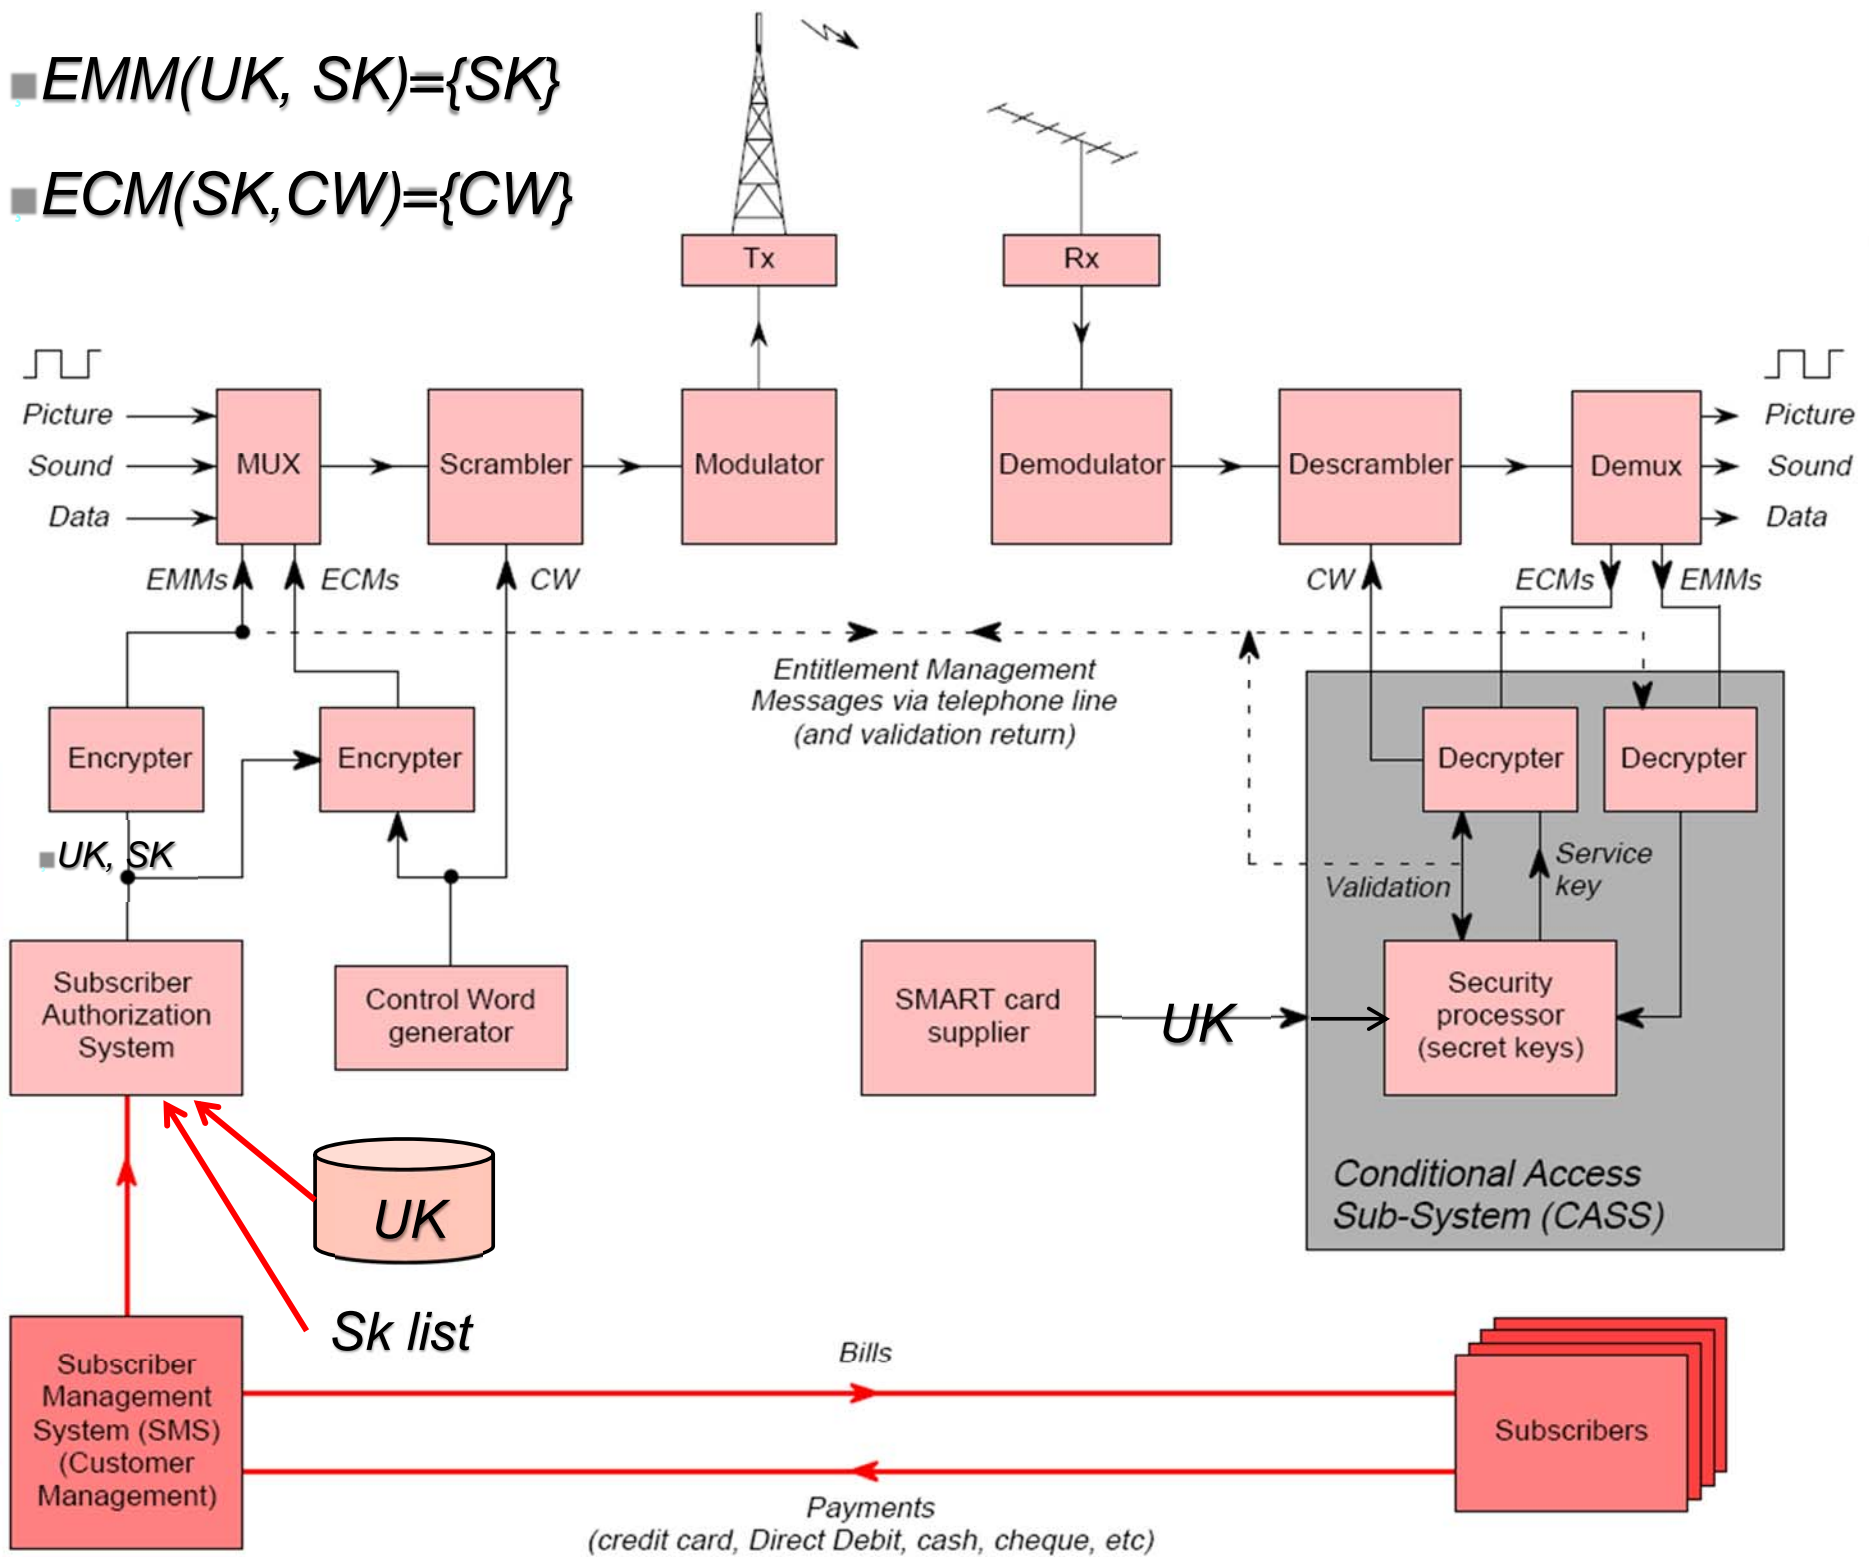 EMM(UK, SK)={SK}
ECM(SK,CW)={CW}
Tx
Rx
Picture
Sound
Data
MUX
Scrambler
Modulator
Demodulator
Descrambler
Demux
Picture
Sound
Data
EMMs
ECMs
CW
CW
ECMs
EMMs
Entitlement Management
Messages via telephone line
(and validation return)
Encrypter
Encrypter
Decrypter
Decrypter
UK, SK
Validation
Service
key
Subscriber
Authorization
System
Control Word
generator
SMART card
supplier
UK
Security
processor
(secret keys)
Conditional Access
Sub-System (CASS)
UK
Sk list
Subscriber
Management
System (SMS)
(Customer
Management)
Bills
Subscribers
Payments
(credit card, Direct Debit, cash, cheque, etc)